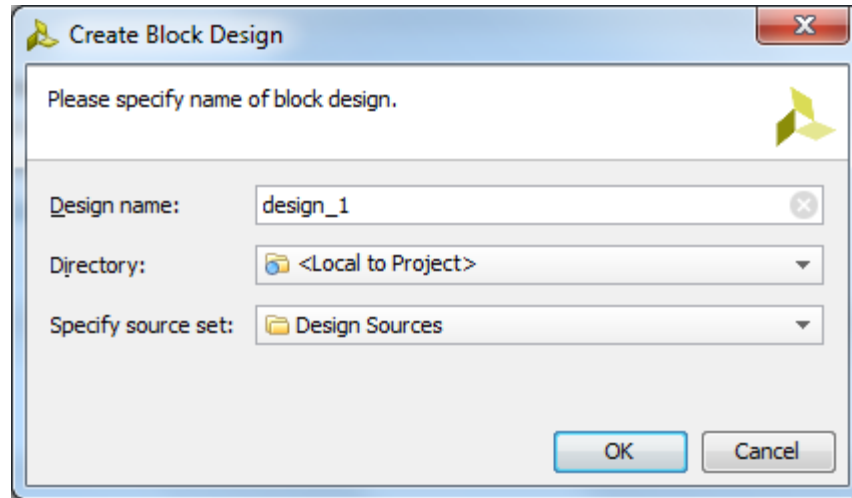 Create Block Design
Please specify name of block design.
Design name: design_1
Directory: <Local to Project>
Specify source set: Design Sources
OK Cancel